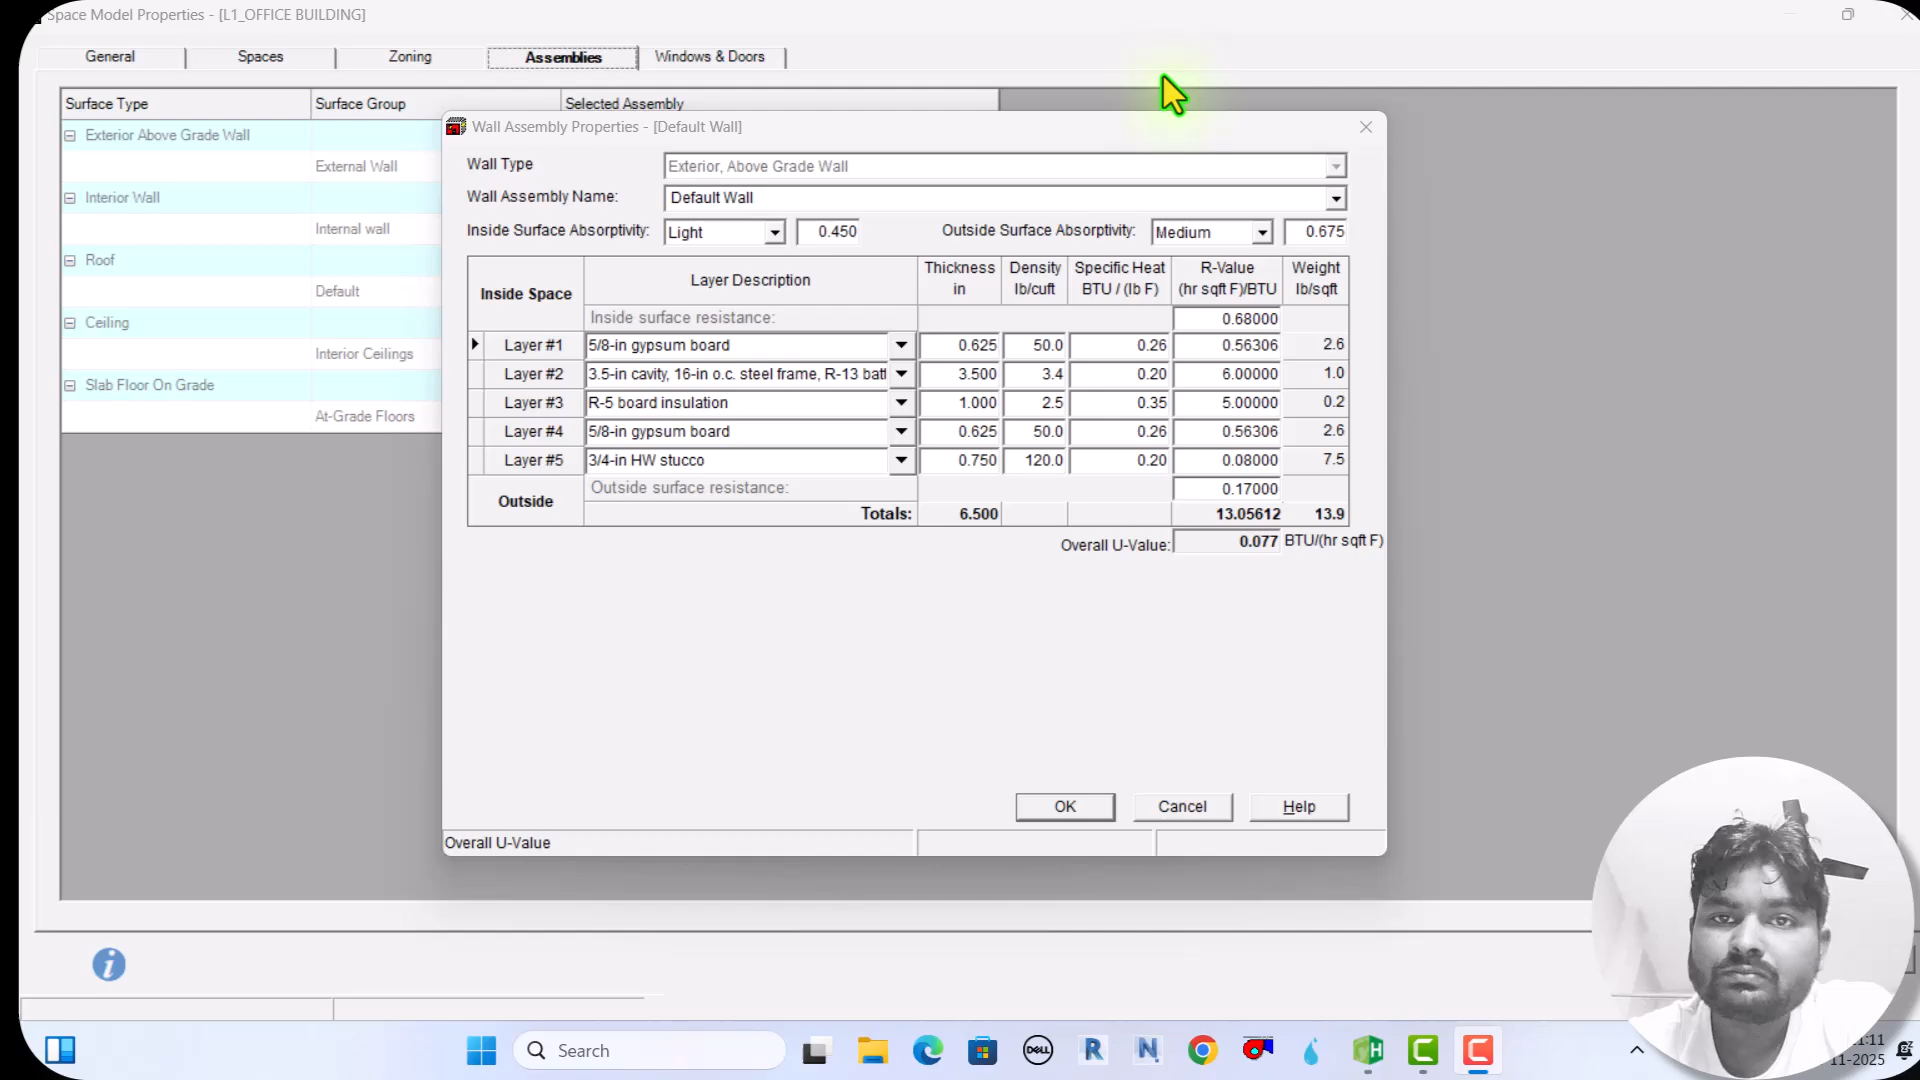 Space Model Properties - [L1_OFFICE BUILDING]
General Spaces Zoning Assemblies Windows & Doors
Surface Type Surface Group Selected Assembly
Exterior Above Grade Wall
External Wall
Interior Wall
Internal wall
Roof
Default
Ceiling
Interior Ceilings
Slab Floor On Grade
At-Grade Floors
Wall Assembly Properties - [Default Wall]
Wall Type Exterior, Above Grade Wall
Wall Assembly Name: Default Wall
Inside Surface Absorptivity: Light 0.450 Outside Surface Absorptivity: Medium 0.675
Inside Space Layer Description Thickness in Density lb/cuft Specific Heat BTU / (lb F) R-Value (hr sqft F)/BTU Weight lb/sqft
Inside surface resistance: 0.68000
Layer #1 5/8-in gypsum board 0.625 50.0 0.26 0.56306 2.6
Layer #2 3.5-in cavity, 16-in o.c. steel frame, R-13 batt 3.500 3.4 0.20 6.00000 1.0
Layer #3 R-5 board insulation 1.000 2.5 0.35 5.00000 0.2
Layer #4 5/8-in gypsum board 0.625 50.0 0.26 0.56306 2.6
Layer #5 3/4-in HW stucco 0.750 120.0 0.20 0.08000 7.5
Outside Outside surface resistance: 0.17000
Totals: 6.500 13.05612 13.9
Overall U-Value: 0.077 BTU/(hr sqft F)
OK Cancel Help
Overall U-Value
Search
DELL
:11
11-2025